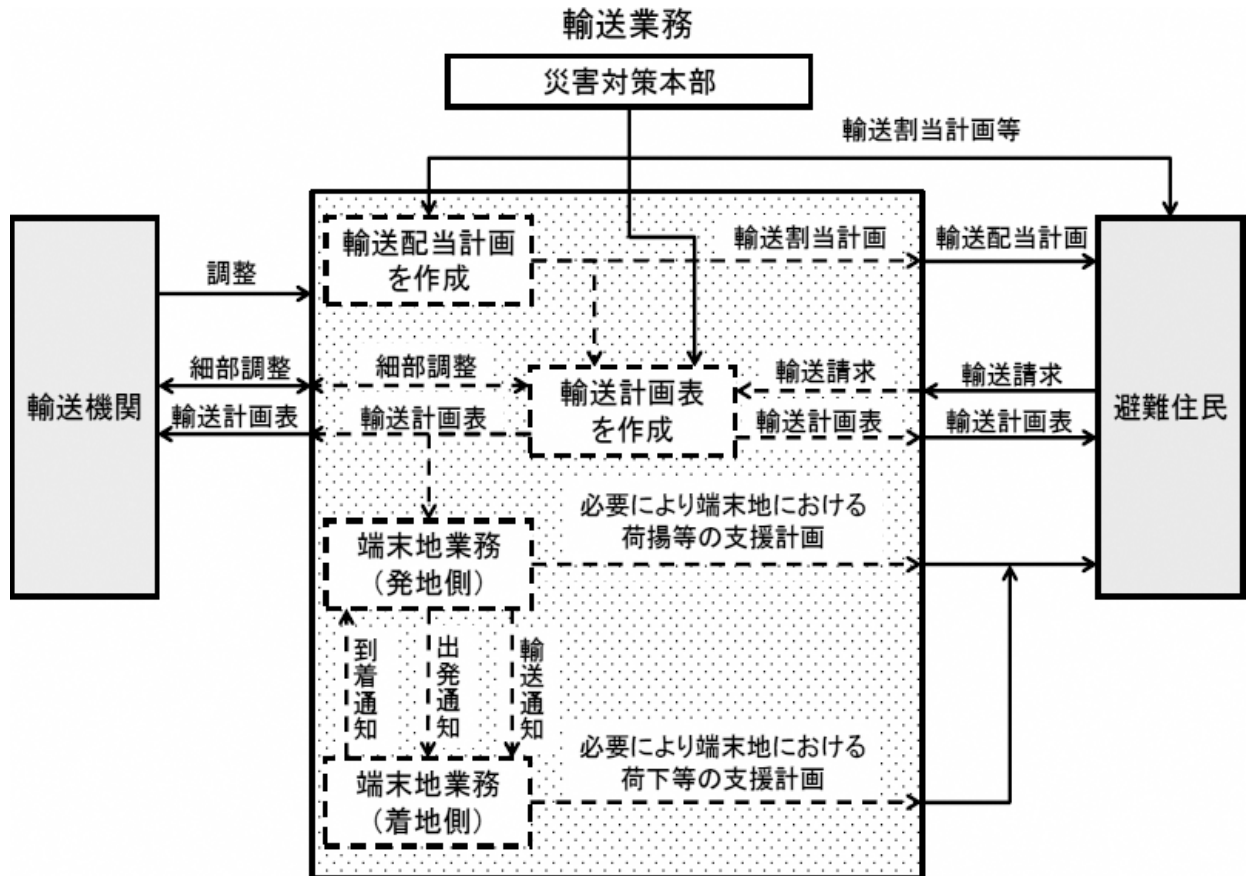 輸送業務
災害対策本部
輸送割当計画等
輸送配当計画
を作成
輸送割当計画
輸送配当計画
調整
細部調整
細部調整
輸送計画表
を作成
輸送請求
輸送請求
輸送機関
避難住民
輸送計画表
輸送計画表
輸送計画表
輸送計画表
必要により端末地における
荷揚等の支援計画
端末地業務
（発地側）
到着通知
出発通知
輸送通知
必要により端末地における
荷下等の支援計画
端末地業務
（着地側）